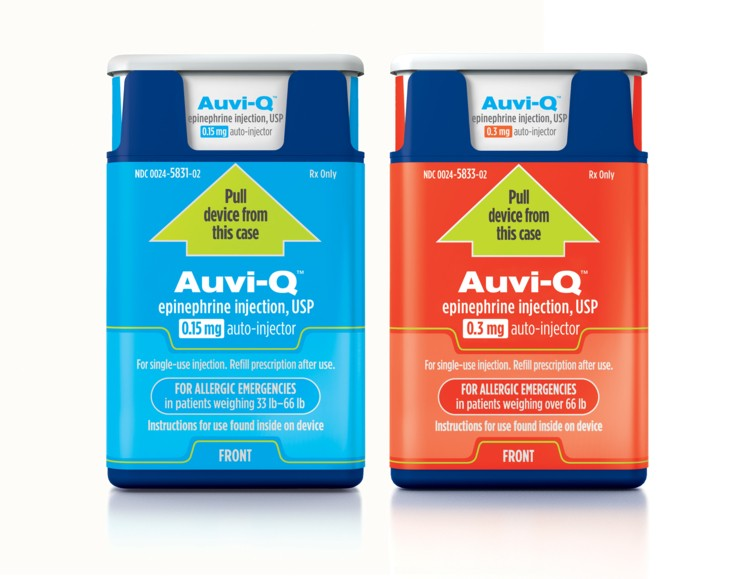 Auvi-Q™
epinephrine injection, USP
0.15 mg auto-injector
NDC 0024-5831-02
Rx Only
Pull
device from
this case
Auvi-Q™
epinephrine injection, USP
0.15 mg auto-injector
For single-use injection. Refill prescription after use.
FOR ALLERGIC EMERGENCIES
in patients weighing 33 lb–66 lb
Instructions for use found inside on device
FRONT
Auvi-Q™
epinephrine injection, USP
0.3 mg auto-injector
NDC 0024-5833-02
Rx Only
Pull
device from
this case
Auvi-Q™
epinephrine injection, USP
0.3 mg auto-injector
For single-use injection. Refill prescription after use.
FOR ALLERGIC EMERGENCIES
in patients weighing over 66 lb
Instructions for use found inside on device
FRONT